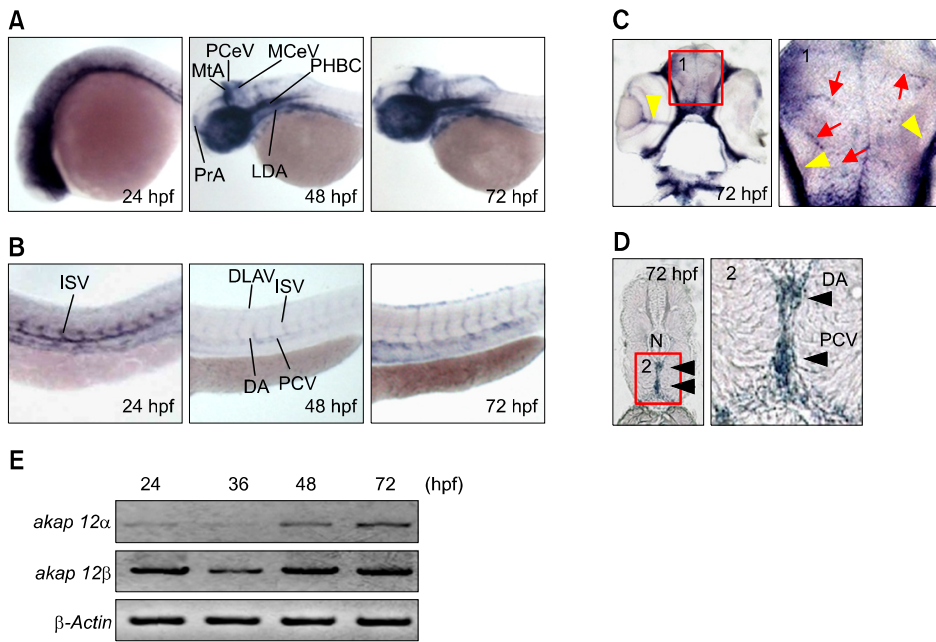 A
PCeV
MCeV
MtA
PHBC
PrA
LDA
24 hpf
48 hpf
72 hpf
B
ISV
DLAV
ISV
DA
PCV
24 hpf
48 hpf
72 hpf
C
1
1
72 hpf
D
72 hpf
N
2
2
DA
PCV
E
24 36 48 72 (hpf)
akap 12α
akap 12β
β-Actin